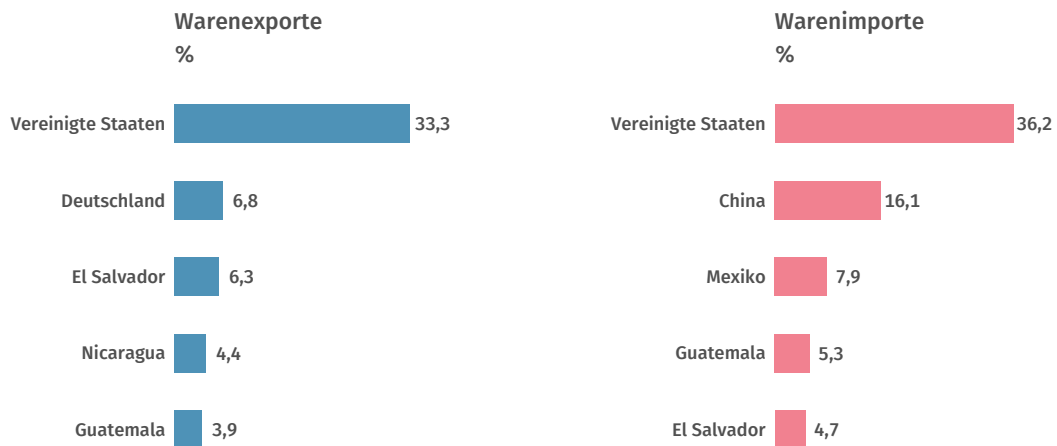 Warenexporte
%
Vereinigte Staaten 33,3
Deutschland 6,8
El Salvador 6,3
Nicaragua 4,4
Guatemala 3,9
Warenimporte
%
Vereinigte Staaten 36,2
China 16,1
Mexiko 7,9
Guatemala 5,3
El Salvador 4,7